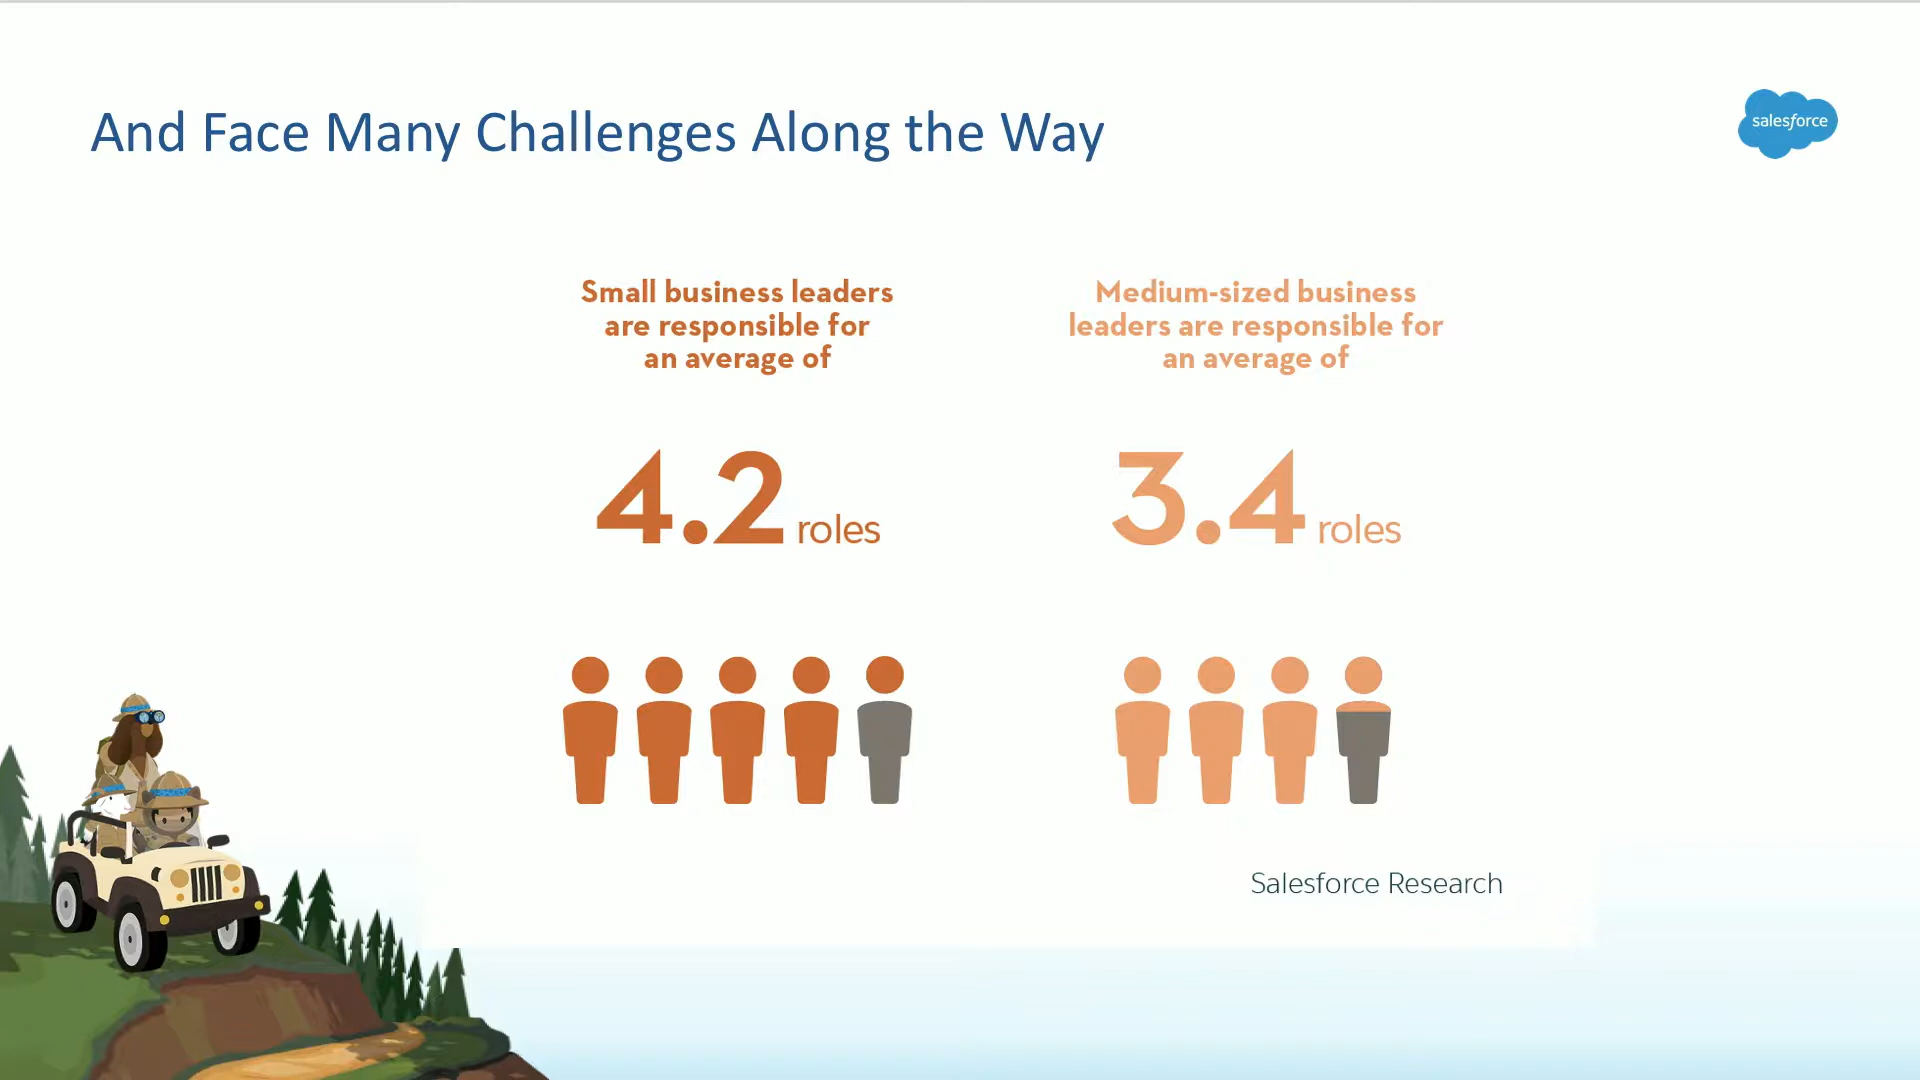 And Face Many Challenges Along the Way
salesforce
Small business leaders
are responsible for
an average of
4.2 roles
Medium-sized business
leaders are responsible for
an average of
3.4 roles
Salesforce Research